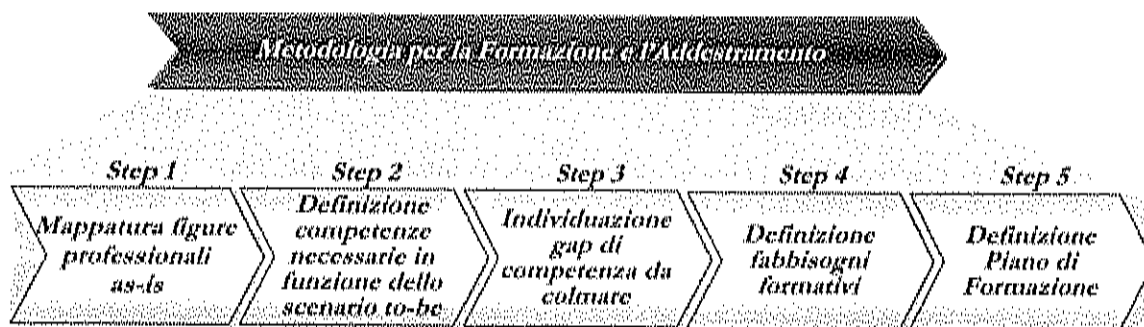 Metodologia per la Formazione e l'Addestramento
Step 1
Mappatura figure
professionali
as-is
Step 2
Definizione
competenze
necessarie in
funzione dello
scenario to-be
Step 3
Individuazione
gap di
competenza da
colmare
Step 4
Definizione
fabbisogni
formativi
Step 5
Definizione
Piano di
Formazione